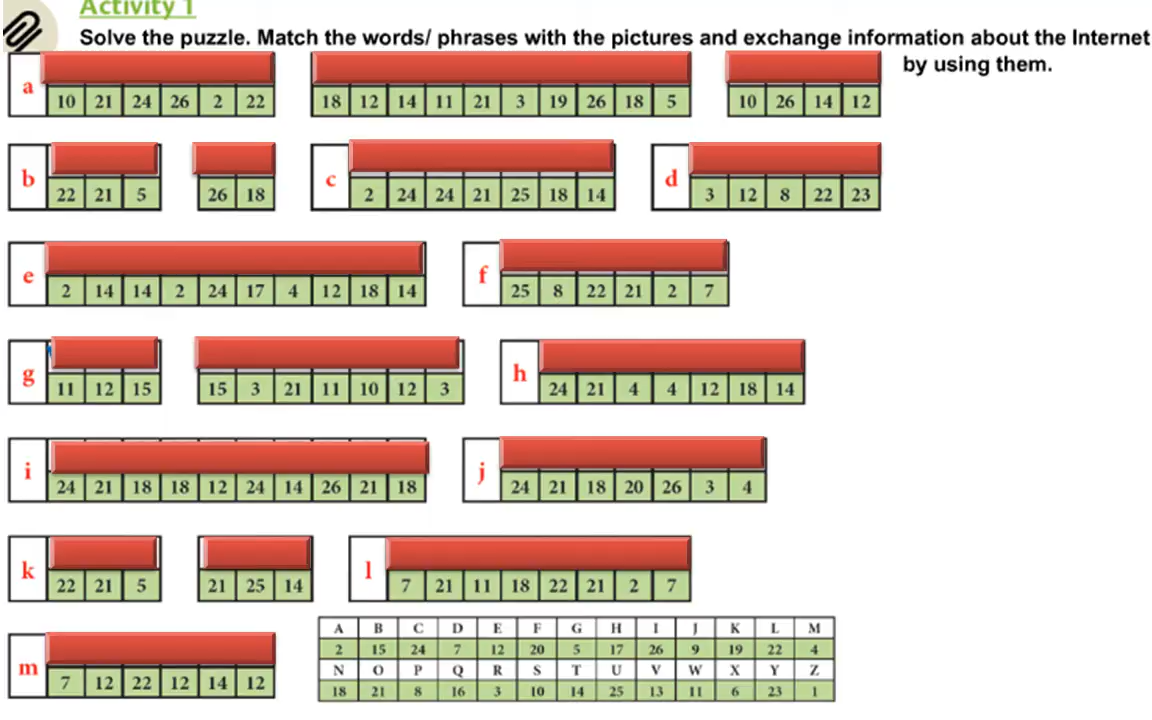 Activity 1
Solve the puzzle. Match the words/ phrases with the pictures and exchange information about the Internet
by using them.
a 10 21 24 26 2 22 18 12 14 11 21 3 19 26 18 5 10 26 14 12
b 22 21 5 26 18 c 2 24 24 21 25 18 14 d 3 12 8 22 23
e 2 14 14 2 24 17 4 12 18 14 f 25 8 22 21 2 7
g 11 12 15 15 3 21 11 10 12 3 h 24 21 4 4 12 18 14
i 24 21 18 18 12 24 14 26 21 18 j 24 21 18 20 26 3 4
k 22 21 5 21 25 14 l 7 21 11 18 22 21 2 7
m 7 12 22 12 14 12
A B C D E F G H I J K L M
2 15 24 7 12 20 5 17 26 9 19 22 4
N O P Q R S T U V W X Y Z
18 21 8 16 3 10 14 25 13 11 6 23 1